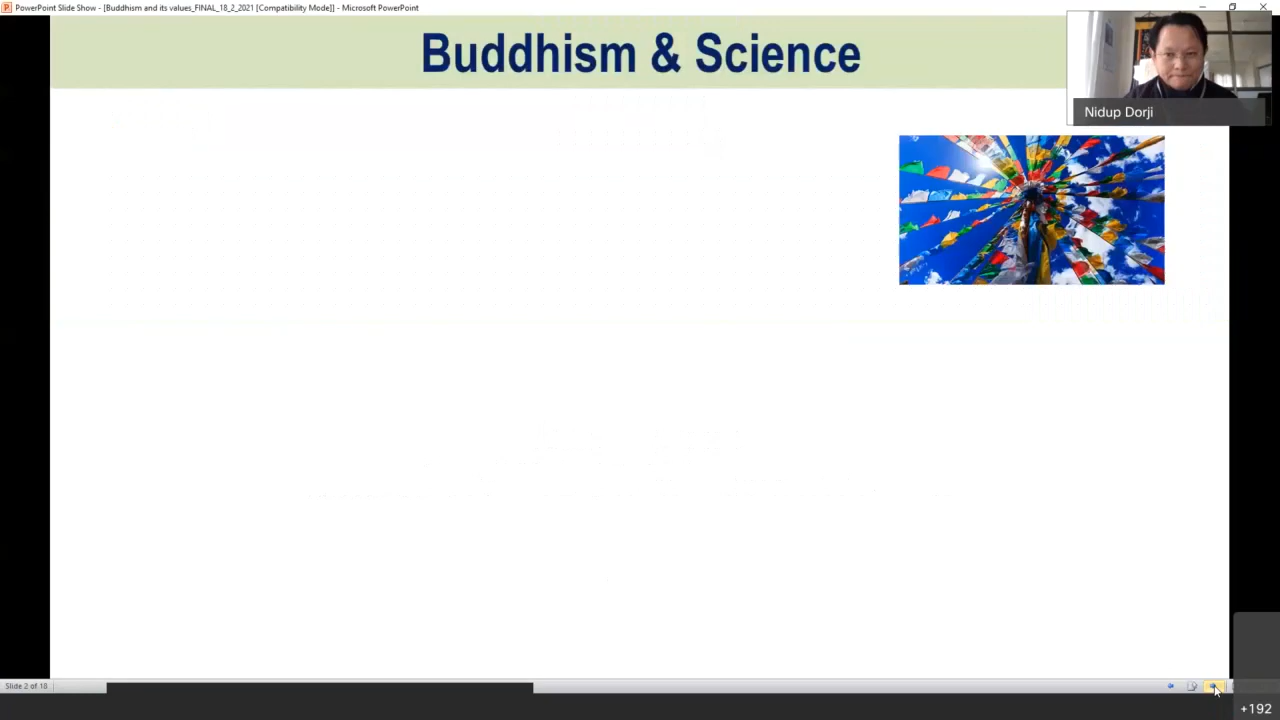 PowerPoint Slide Show - [Buddhism and its values_FINAL_18_2_2021 [Compatibility Mode]] - Microsoft PowerPoint
Buddhism & Science
Nidup Dorji
Slide 2 of 18
+192